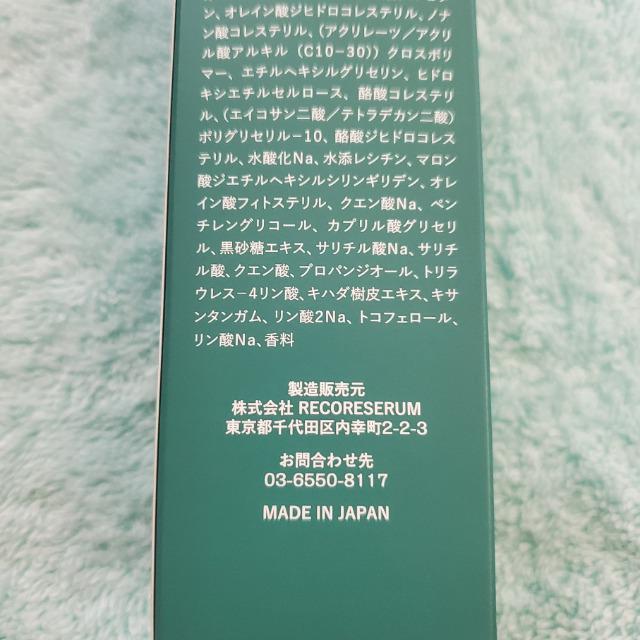 ン、オレイン酸ジヒドロコレステリル、ノナ
ン酸コレステリル、(アクリレーツ／アクリ
ル酸アルキル(C10-30))クロスポリ
マー、エチルヘキシルグリセリン、ヒドロ
キシエチルセルロース、酪酸コレステリ
ル、(エイコサン二酸／テトラデカン二酸)
ポリグリセリル-10、酪酸ジヒドロコレス
テリル、水酸化Na、水添レシチン、マロン
酸ジエチルヘキシルシリンギリデン、オレ
イン酸フィトステリル、クエン酸Na、ペン
チレングリコール、カプリル酸グリセリ
ル、黒砂糖エキス、サリチル酸Na、サリチ
ル酸、クエン酸、プロパンジオール、トリラ
ウレス-4リン酸、キハダ樹皮エキス、キサ
ンタンガム、リン酸2Na、トコフェロール、
リン酸Na、香料
製造販売元
株式会社 RECORESERUM
東京都千代田区内幸町2-2-3
お問合わせ先
03-6550-8117
MADE IN JAPAN